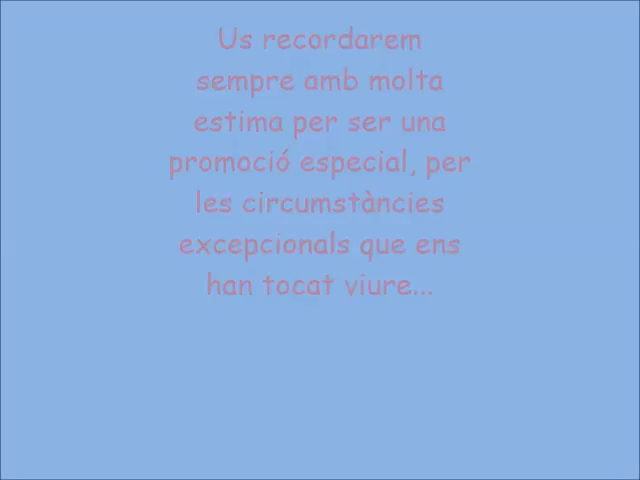 Us recordarem
sempre amb molta
estima per ser una
promoció especial, per
les circumstàncies
excepcionals que ens
han tocat viure...